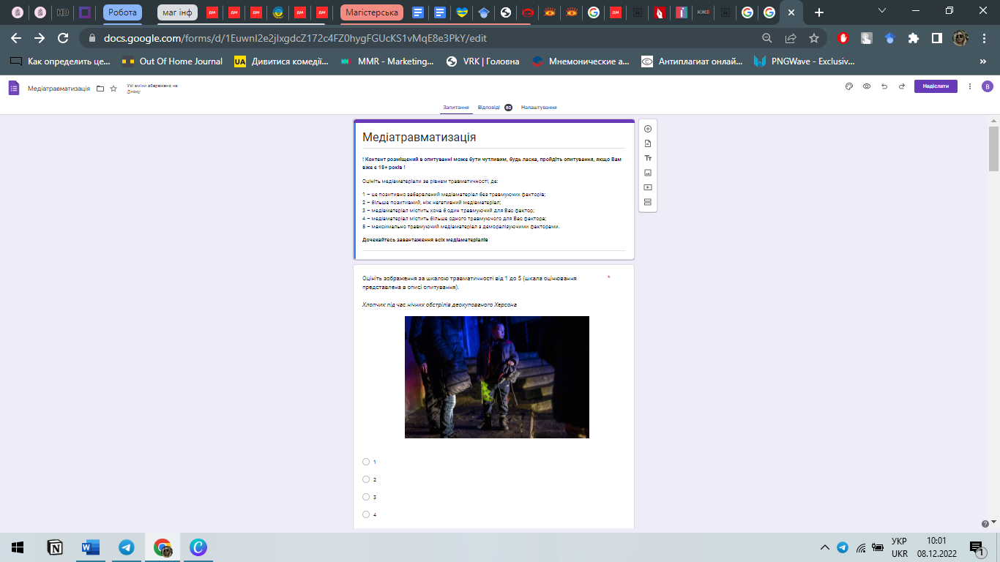 Робота
маг інф
Магістерська
docs.google.com/forms/d/1EuwnI2e2jlxgdcZ172c4FZ0hygFGUcKS1vMqE8e3PkY/edit
Как определить це...
Out Of Home Journal
UA
Дивитися комедії...
MMR - Marketing...
VRK | Головна
Мнемонические а...
Антиплагиат онлай...
PNGWave - Exclusiv...
Медіатравматизація
Усі зміни збережено на
Диску
Надіслати
В
Запитання
Відповіді 60
Налаштування
Медіатравматизація
! Контент розміщений в опитуванні може бути чутливим, будь ласка, пройдіть опитування, якщо Вам
вже є 18+ років !
Оцініть медіаматеріали за рівнем травматичності, де:
1 – це позитивно забарвлений медіаматеріал без травмуючих факторів;
2 – більше позитивний, ніж негативний медіаматеріал;
3 – медіаматеріал містить хоча б один травмуючий для Вас фактор;
4 – медіаматеріал містить більше одного травмуючого для Вас фактора;
5 – максимально травмуючий медіаматеріал з деморалізуючими факторами.
Дочекайтесь завантаження всіх медіаматеріалів
Оцініть зображення за шкалою травматичності від 1 до 5 (шкала оцінювання *
представлена в описі опитування).
Хлопчик під час нічних обстрілів деокупованого Херсона
1
2
3
4
УКР
UKR
10:01
08.12.2022
1